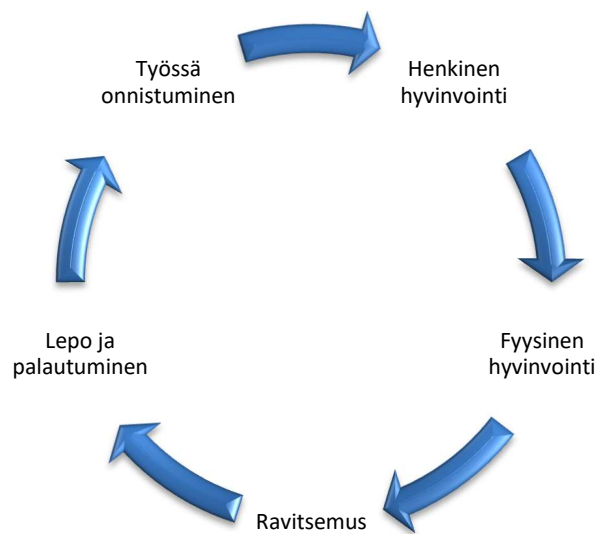 Työssä
onnistuminen
Henkinen
hyvinvointi
Fyysinen
hyvinvointi
Ravitsemus
Lepo ja
palautuminen